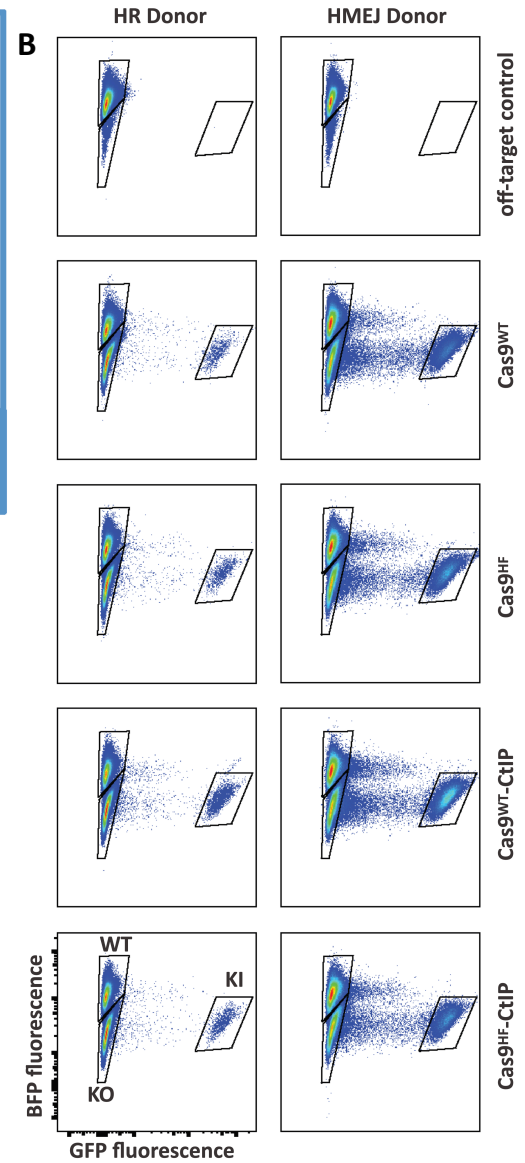 B
HR Donor
HMEJ Donor
off-target control
Cas9WT
Cas9HF
Cas9WT-CtIP
Cas9HF-CtIP
WT
KI
KO
BFP fluorescence
GFP fluorescence